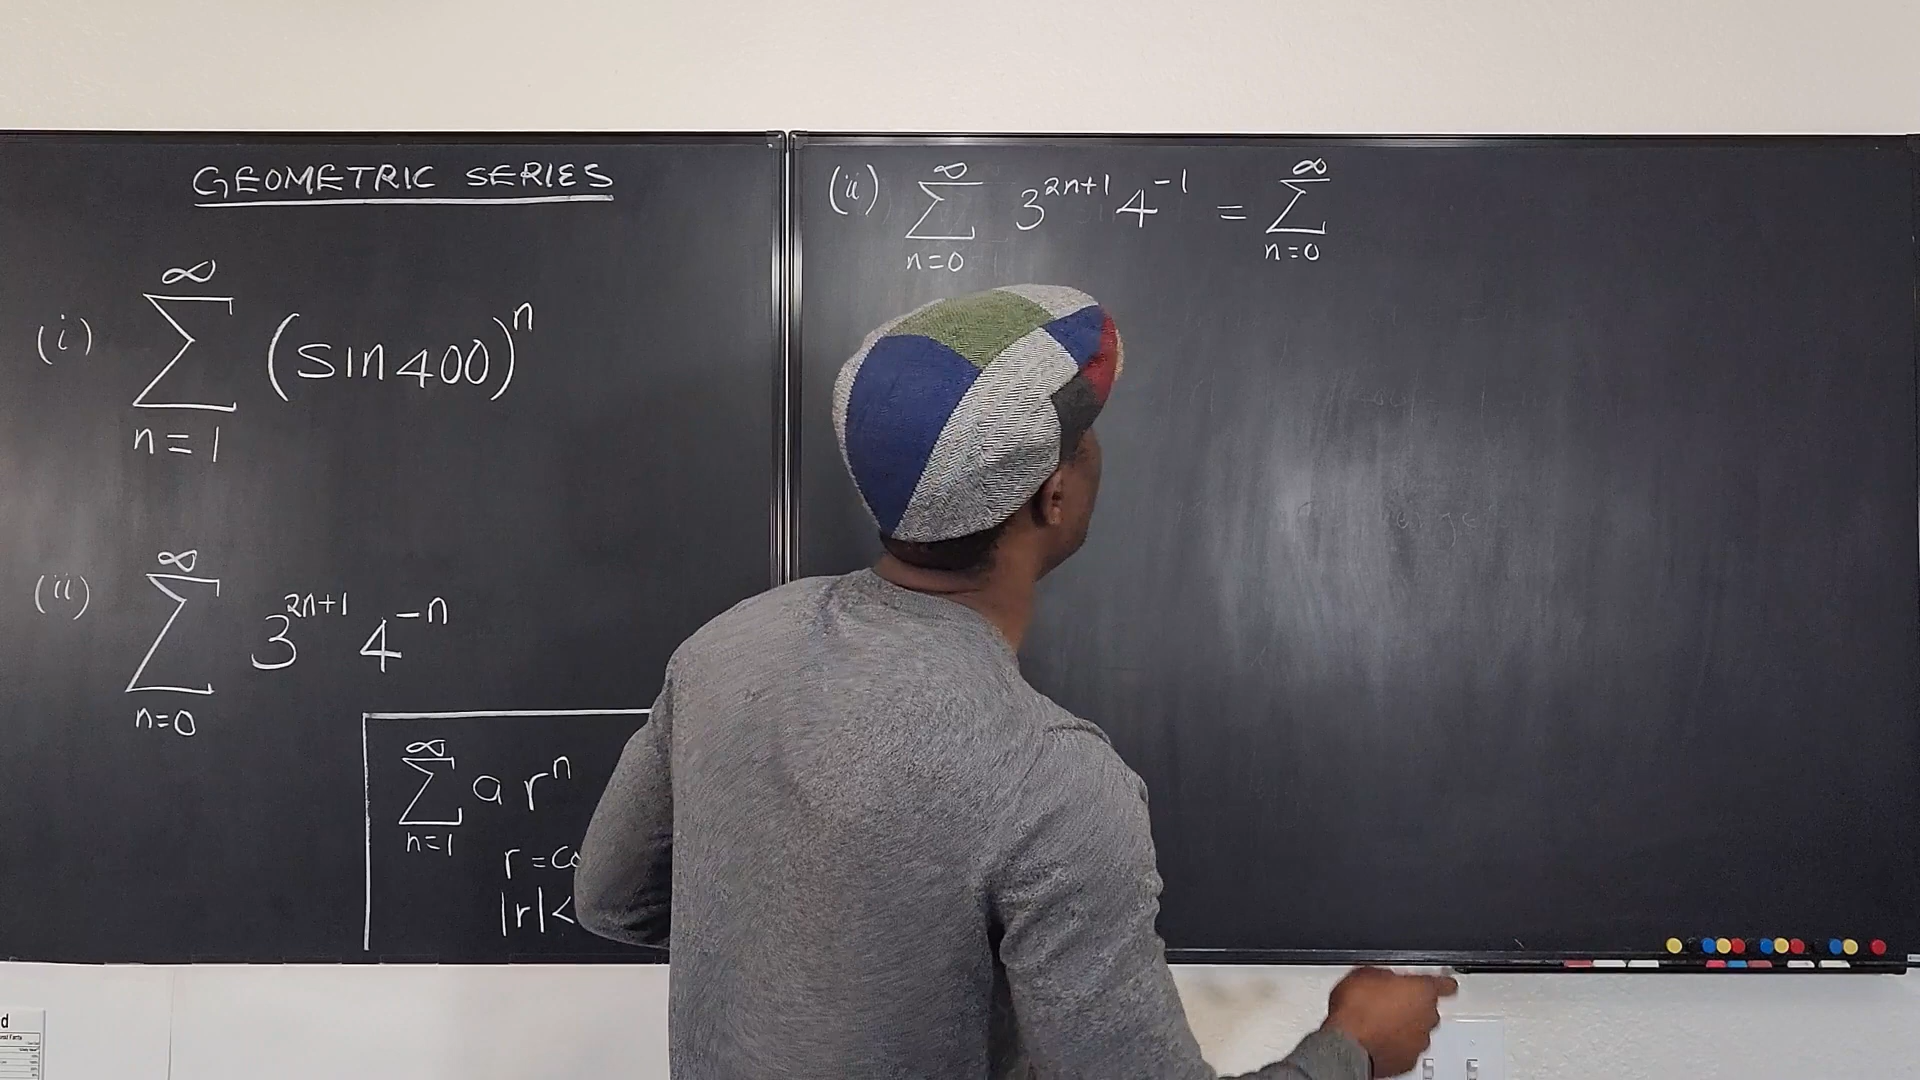 GEOMETRIC SERIES
(i) ∞ ∑ n=1 (sin 400)^n
(ii) ∞ ∑ n=0 3^2n+1 4^-n
∞ ∑ n=1 a r^n
r =
|r| <
(ii) ∞ ∑ n=0 3^2n+1 4^-1 = ∞ ∑ n=0